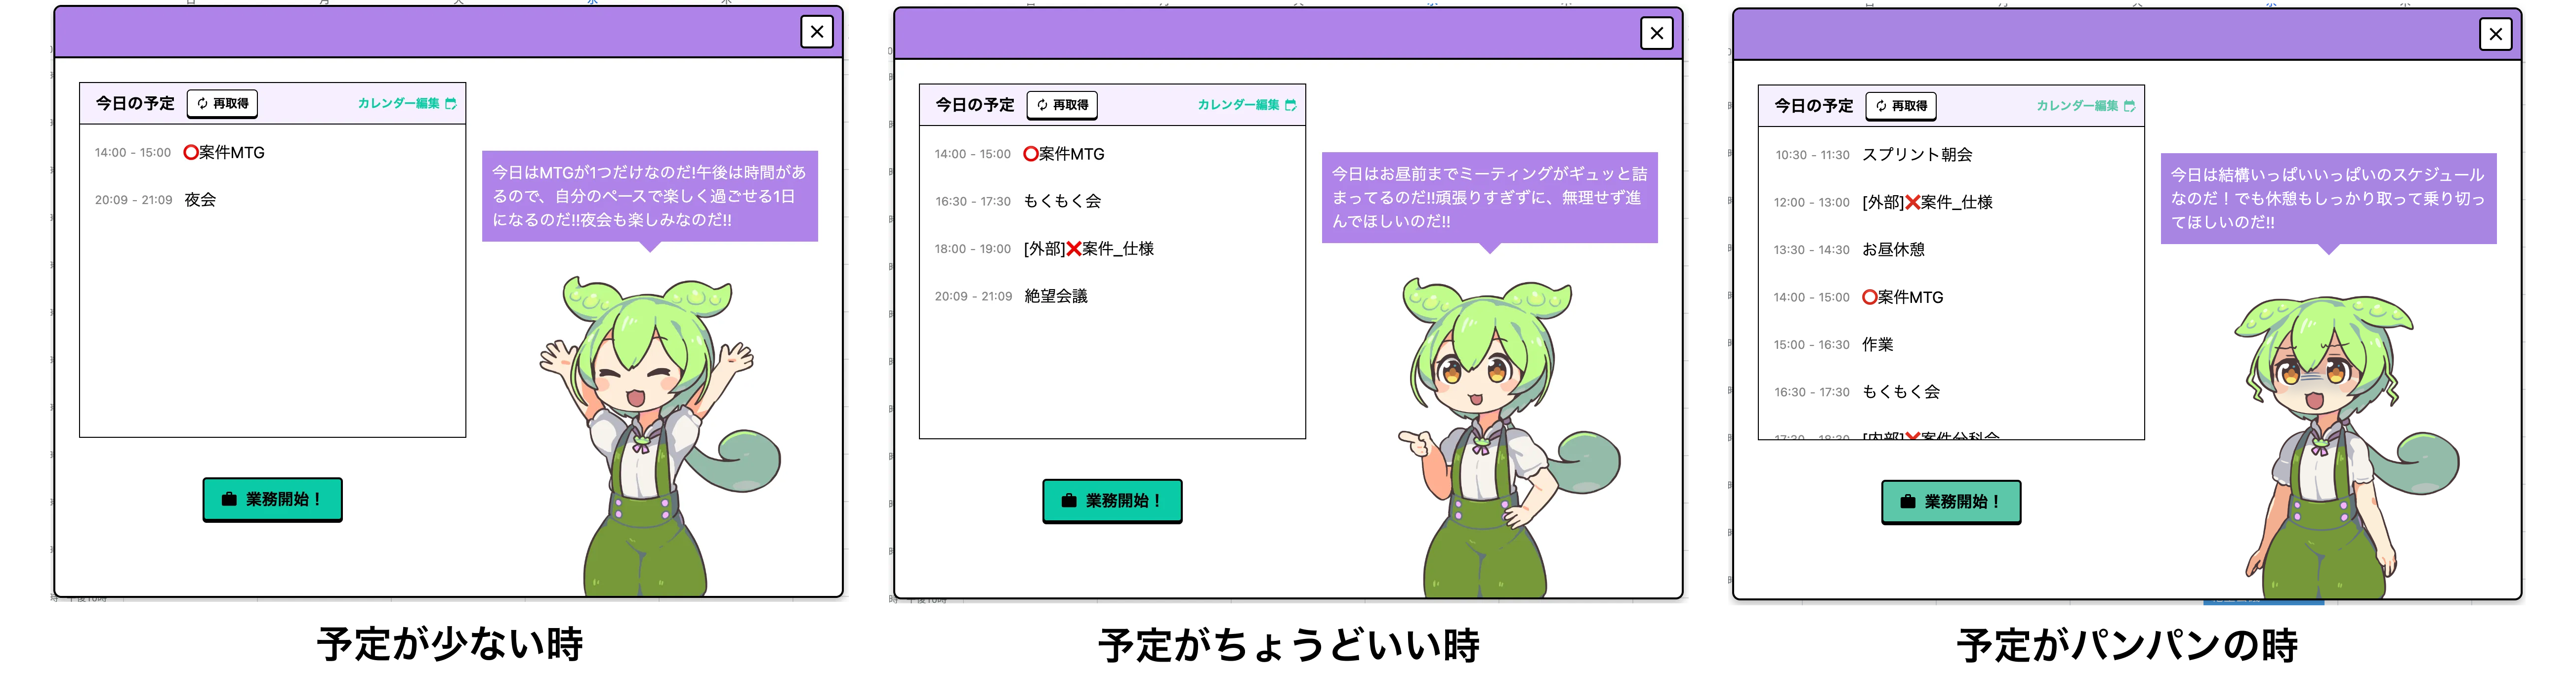 今日の予定
再取得
カレンダー編集
14:00 - 15:00 ⭕案件MTG
20:09 - 21:09 夜会
今日はMTGが1つだけなのだ!午後は時間があ
るので、自分のペースで楽しく過ごせる1日
になるのだ!!夜会も楽しみなのだ!!
業務開始！
予定が少ない時
今日の予定
再取得
カレンダー編集
14:00 - 15:00 ⭕案件MTG
16:30 - 17:30 もくもく会
18:00 - 19:00 [外部]❌案件_仕様
20:09 - 21:09 絶望会議
今日はお昼前までミーティングがギュッと詰
まってるのだ!!頑張りすぎずに、無理せず進
んでほしいのだ!!
業務開始！
予定がちょうどいい時
今日の予定
再取得
カレンダー編集
10:30 - 11:30 スプリント朝会
12:00 - 13:00 [外部]❌案件_仕様
13:30 - 14:30 お昼休憩
14:00 - 15:00 ⭕案件MTG
15:00 - 16:30 作業
16:30 - 17:30 もくもく会
17:30 - 18:30 [内部]❌案件分科会
今日は結構いっぱいいっぱいのスケジュール
なのだ！でも休憩もしっかり取って乗り切っ
てほしいのだ!!
業務開始！
予定がパンパンの時